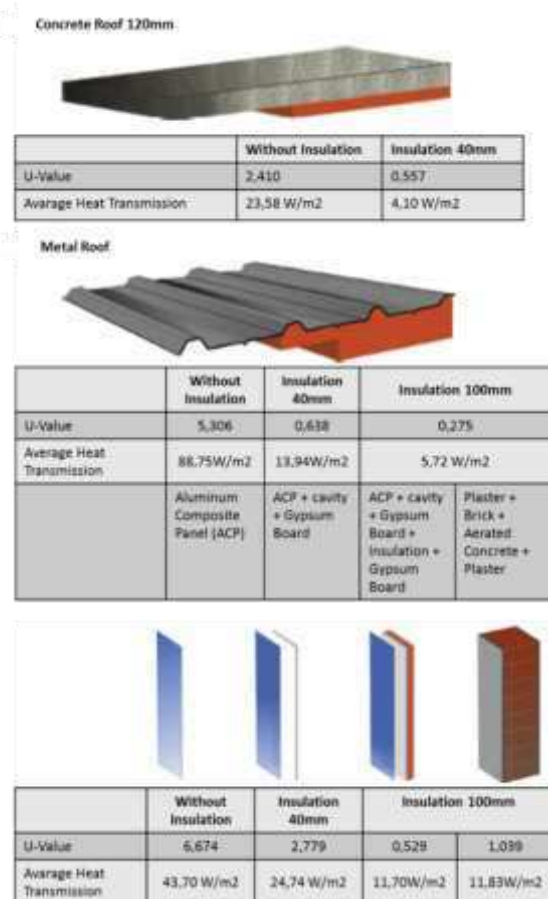 Concrete Roof 120mm
Without Insulation Insulation 40mm
U-Value 2,410 0,557
Avarage Heat Transmission 23,58 W/m2 4,10 W/m2
Metal Roof
Without Insulation Insulation 40mm Insulation 100mm
U-Value 5,306 0,638 0,275
Average Heat Transmission 88,75W/m2 13,94W/m2 5,72 W/m2
Aluminum Composite Panel (ACP) ACP + cavity + Gypsum Board ACP + cavity + Gypsum Board + Insulation + Gypsum Board Plaster + Brick + Aerated Concrete + Plaster
Without Insulation Insulation 40mm Insulation 100mm
U-Value 6,674 2,779 0,529 1,039
Avarage Heat Transmission 43,70 W/m2 24,74 W/m2 11,70W/m2 11,83W/m2